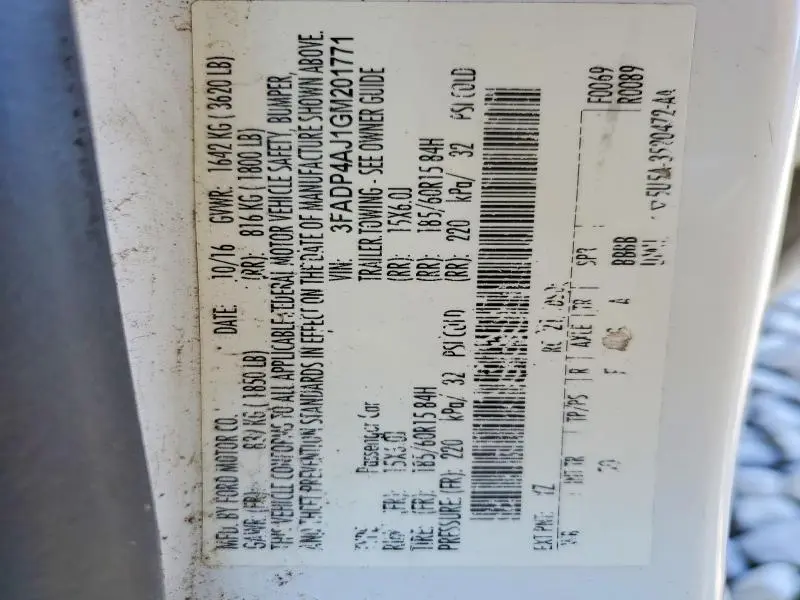 MFD. BY FORD MOTOR CO. DATE: 10/16 GVWR: 1642 KG ( 3620 LB)
GAWR (FR): 839 KG ( 1850 LB) (RR): 816 KG ( 1800 LB)
THIS VEHICLE CONFORMS TO ALL APPLICABLE FEDERAL MOTOR VEHICLE SAFETY, BUMPER,
AND THEFT PREVENTION STANDARDS IN EFFECT ON THE DATE OF MANUFACTURE SHOWN ABOVE.
VIN: 3FADP4AJ1GM201771
Passenger Car TRAILER TOWING - SEE OWNER GUIDE
RIM (FR): 15X6.0J (RR): 15X6.0J
TIRE: (FR): 185/60R15 84H (RR): 185/60R15 84H
PRESSURE (FR): 220 kPa/ 32 PSI COLD (RR): 220 kPa/ 32 PSI COLD
F0069
R0089
EXT PNT: RC:
INT TR TP/PS R AXLE TR SPR
F 6 A BB6B